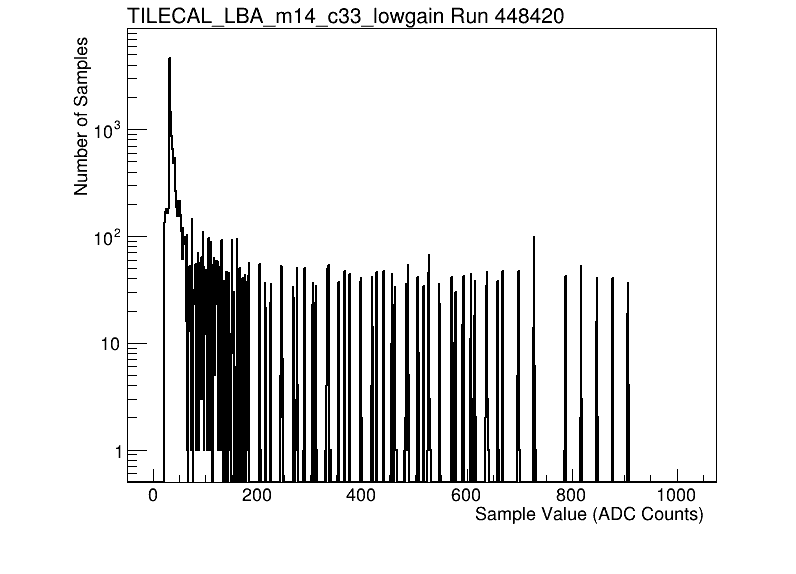 TILECAL_LBA_m14_c33_lowgain Run 448420
Number of Samples
10³
10²
10
1
0 200 400 600 800 1000
Sample Value (ADC Counts)